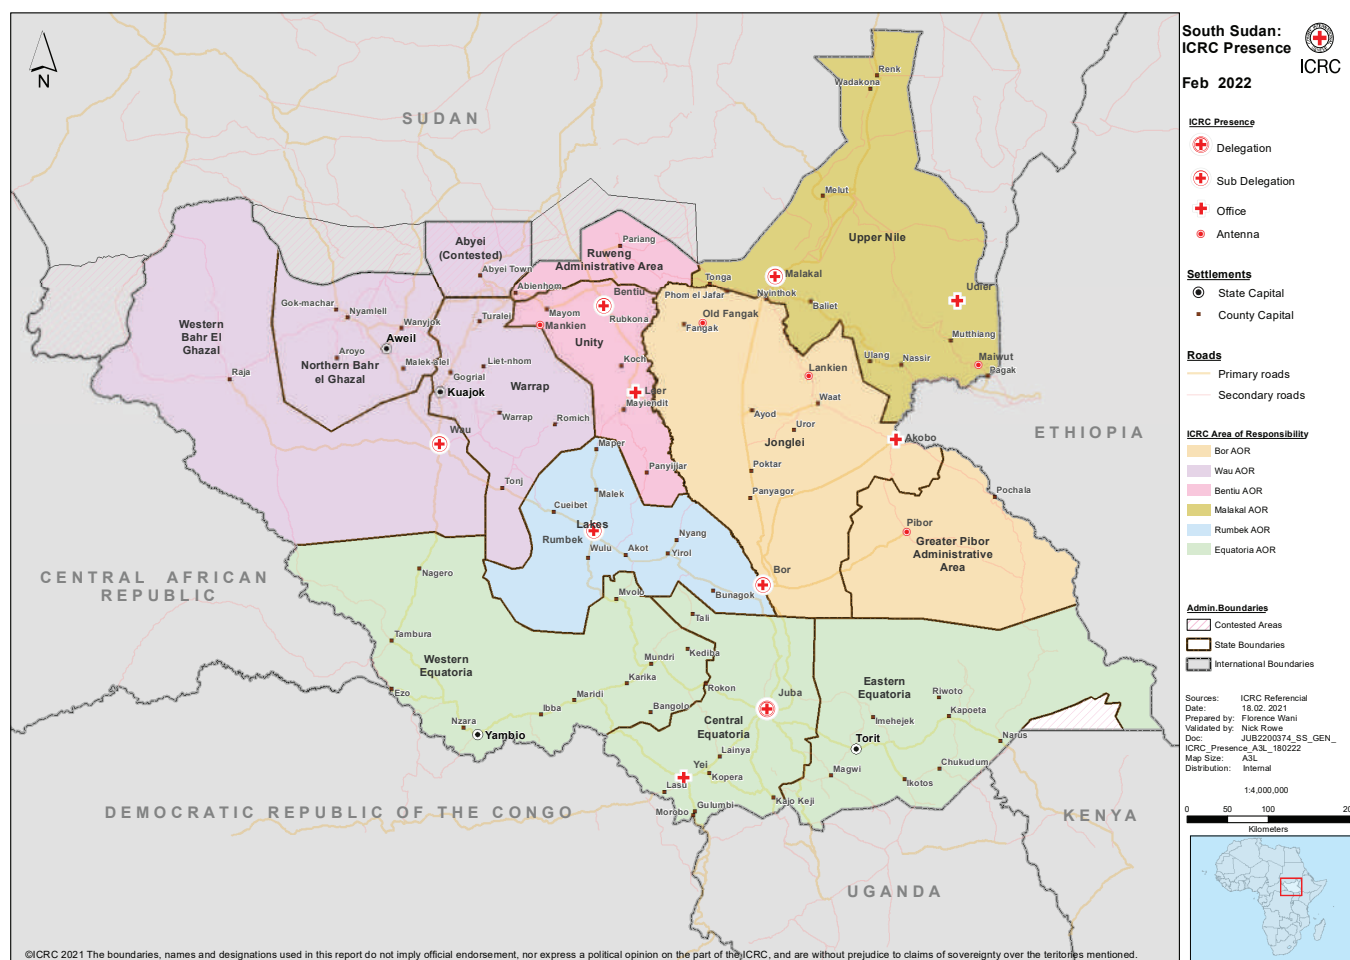 South Sudan:
ICRC Presence
ICRC
Feb 2022
ICRC Presence
Delegation
Sub Delegation
Office
Antenna
Settlements
State Capital
County Capital
Roads
Primary roads
Secondary roads
ICRC Area of Responsibility
Bor AOR
Wau AOR
Bentiu AOR
Malakal AOR
Rumbek AOR
Equatoria AOR
Admin.Boundaries
Contested Areas
State Boundaries
International Boundaries
Sources: ICRC Referencial
Date: 18.02. 2021
Prepared by: Florence Wani
Validated by: Nick Rowe
Doc: JUB2200374_SS_GEN_
ICRC_Presence_A3L_180222
Map Size: A3L
Distribution: Internal
1:4,000,000
0 50 100 20
Kilometers
N
SUDAN
ETHIOPIA
KENYA
UGANDA
DEMOCRATIC REPUBLIC OF THE CONGO
CENTRAL AFRICAN
REPUBLIC
Renk
Wadakona
Melut
Upper Nile
Malakal
Tonga
Phom el Jafar
Nyinthok
Baliet
Udier
Mutthiang
Maiwut
Pagak
Ulang
Nassir
Abyei
(Contested)
Abyei Town
Pariang
Ruweng
Administrative Area
Abienhom
Bentiu
Mayom
Rubkona
Mankien
Unity
Koch
Leer
Mayiendit
Panyijiar
Old Fangak
Fangak
Lankien
Waat
Ayod
Uror
Jonglei
Akobo
Poktar
Panyagor
Pochala
Pibor
Greater Pibor
Administrative
Area
Bor
Western
Bahr El
Ghazal
Raja
Gok-machar
Nyamlell
Wanyjok
Aweil
Aroyo
Malek-alel
Northern Bahr
el Ghazal
Turalei
Liet-nhom
Gogrial
Kuajok
Warrap
Warrap
Romich
Wau
Tonj
Maper
Malek
Cueibet
Lakes
Rumbek
Wulu
Akot
Nyang
Yirol
Bunagok
Mvolo
Nagero
Tambura
Western
Equatoria
Ezo
Nzara
Yambio
Ibba
Maridi
Karika
Mundri
Kediba
Bangolo
Tali
Rokon
Juba
Central
Equatoria
Lainya
Yei
Kopera
Lasu
Gulumbi
Morobo
Kajo Keji
Eastern
Equatoria
Riwoto
Kapoeta
Imehejek
Torit
Narus
Magwi
Chukudum
Ikotos
©ICRC 2021 The boundaries, names and designations used in this report do not imply official endorsement, nor express a political opinion on the part of the ICRC, and are without prejudice to claims of sovereignty over the territories mentioned.